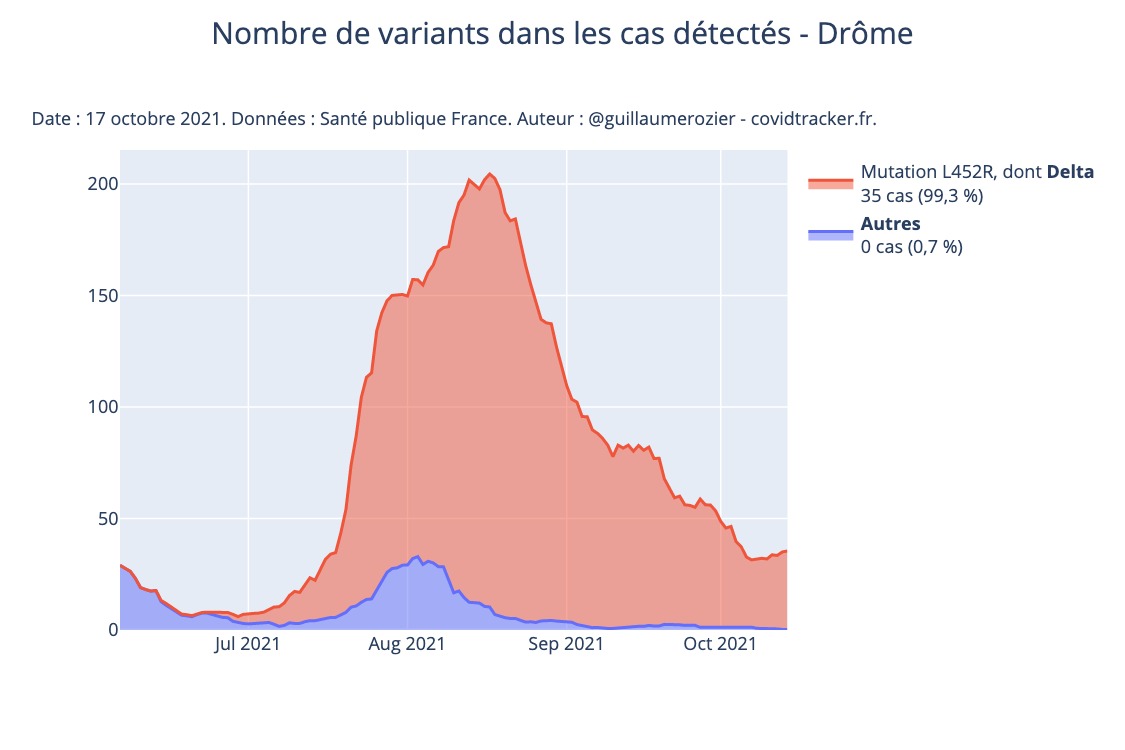 Nombre de variants dans les cas détectés - Drôme
Date : 17 octobre 2021. Données : Santé publique France. Auteur : @guillaumerozier - covidtracker.fr.
200
150
100
50
0
Jul 2021
Aug 2021
Sep 2021
Oct 2021
Mutation L452R, dont Delta
35 cas (99,3 %)
Autres
0 cas (0,7 %)